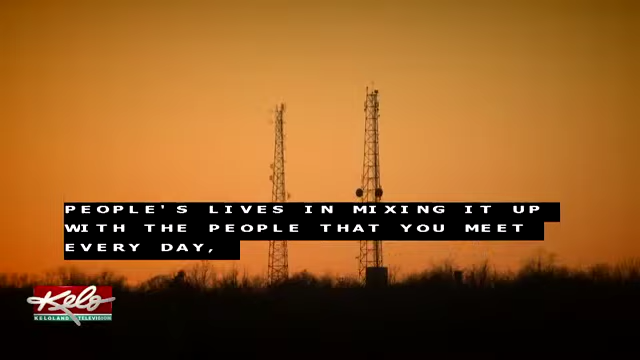 PEOPLE'S LIVES IN MIXING IT UP
WITH THE PEOPLE THAT YOU MEET
EVERY DAY,
Kelo
KELOLAND TELEVISION